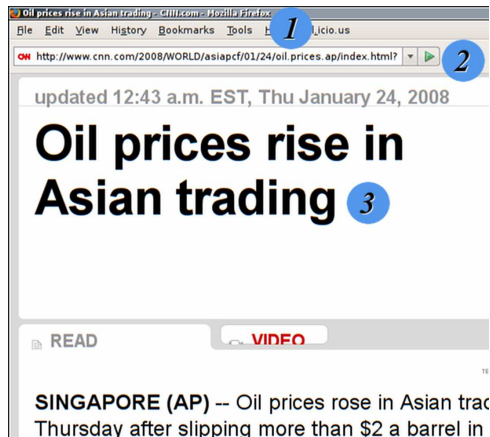 Oil prices rise in Asian trading - CNN.com - Mozilla Firefox
1
File Edit View History Bookmarks Tools icio.us
CNN http://www.cnn.com/2008/WORLD/asiapcf/01/24/oil.prices.ap/index.html?
2
updated 12:43 a.m. EST, Thu January 24, 2008
Oil prices rise in
Asian trading
3
READ
VIDEO
SINGAPORE (AP) -- Oil prices rose in Asian trad
Thursday after slipping more than $2 a barrel in